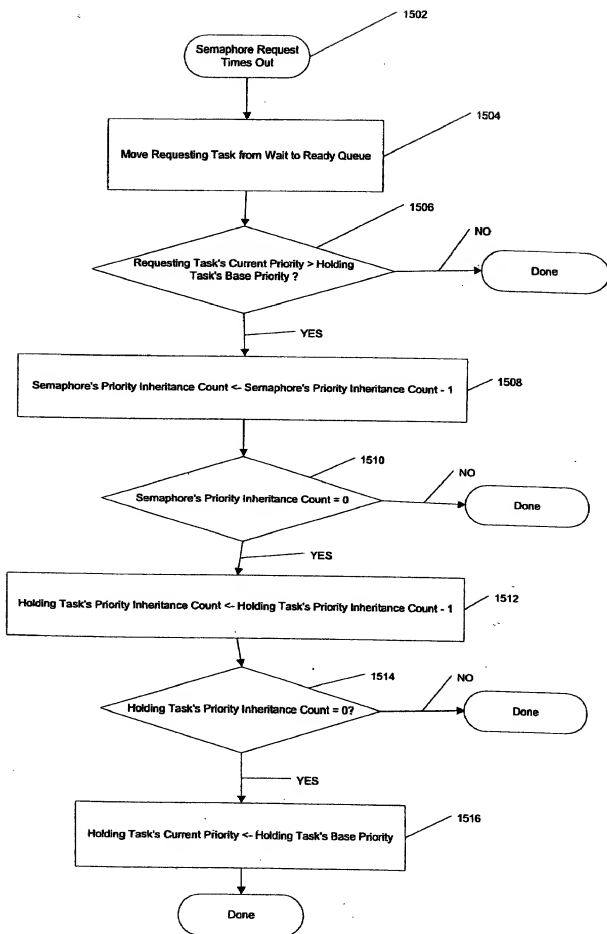 1502
Semaphore Request
Times Out
1504
Move Requesting Task from Wait to Ready Queue
1506
NO
Requesting Task's Current Priority > Holding
Task's Base Priority ?
Done
YES
Semaphore's Priority Inheritance Count <- Semaphore's Priority Inheritance Count - 1
1508
1510
NO
Semaphore's Priority Inheritance Count = 0
Done
YES
Holding Task's Priority Inheritance Count <- Holding Task's Priority Inheritance Count - 1
1512
1514
NO
Holding Task's Priority Inheritance Count = 0?
Done
YES
1516
Holding Task's Current Priority <- Holding Task's Base Priority
Done